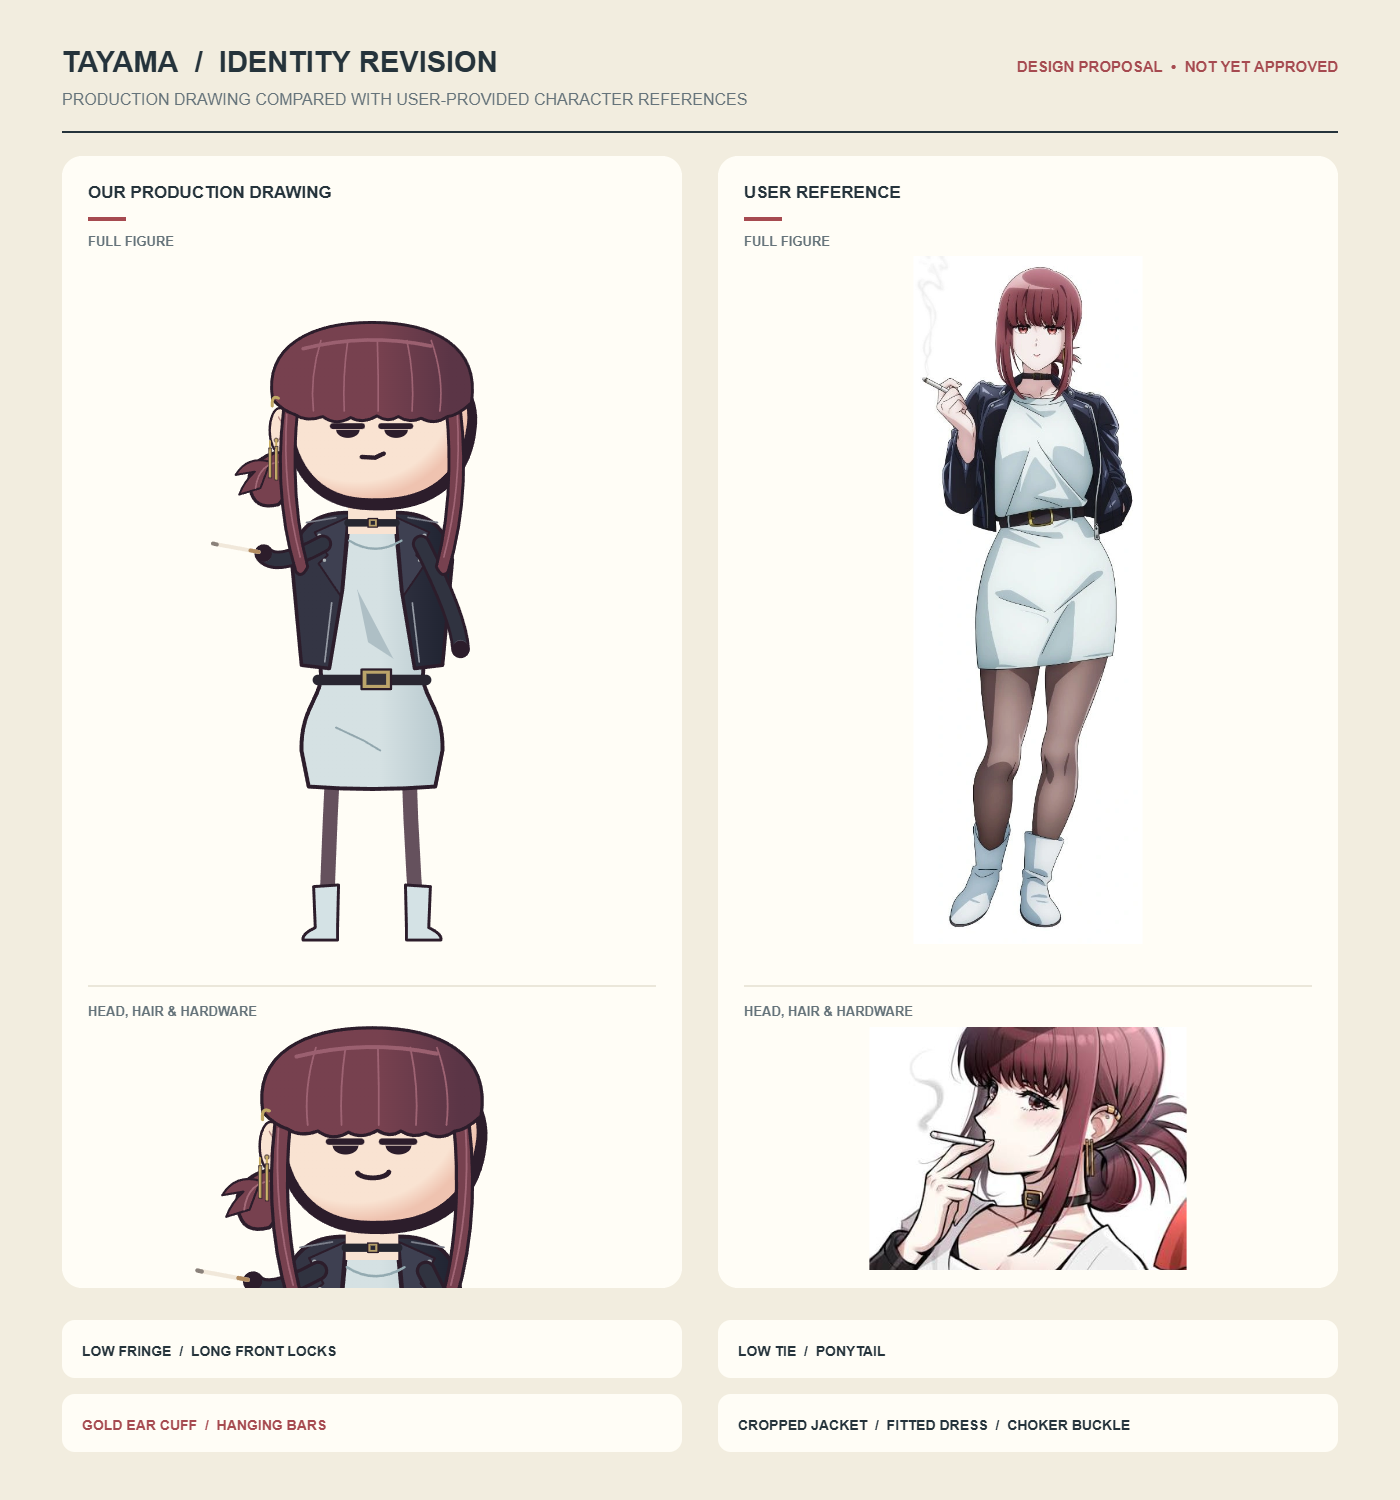 TAYAMA / IDENTITY REVISION
DESIGN PROPOSAL • NOT YET APPROVED
PRODUCTION DRAWING COMPARED WITH USER-PROVIDED CHARACTER REFERENCES
OUR PRODUCTION DRAWING
FULL FIGURE
HEAD, HAIR & HARDWARE
USER REFERENCE
FULL FIGURE
HEAD, HAIR & HARDWARE
LOW FRINGE / LONG FRONT LOCKS
LOW TIE / PONYTAIL
GOLD EAR CUFF / HANGING BARS
CROPPED JACKET / FITTED DRESS / CHOKER BUCKLE